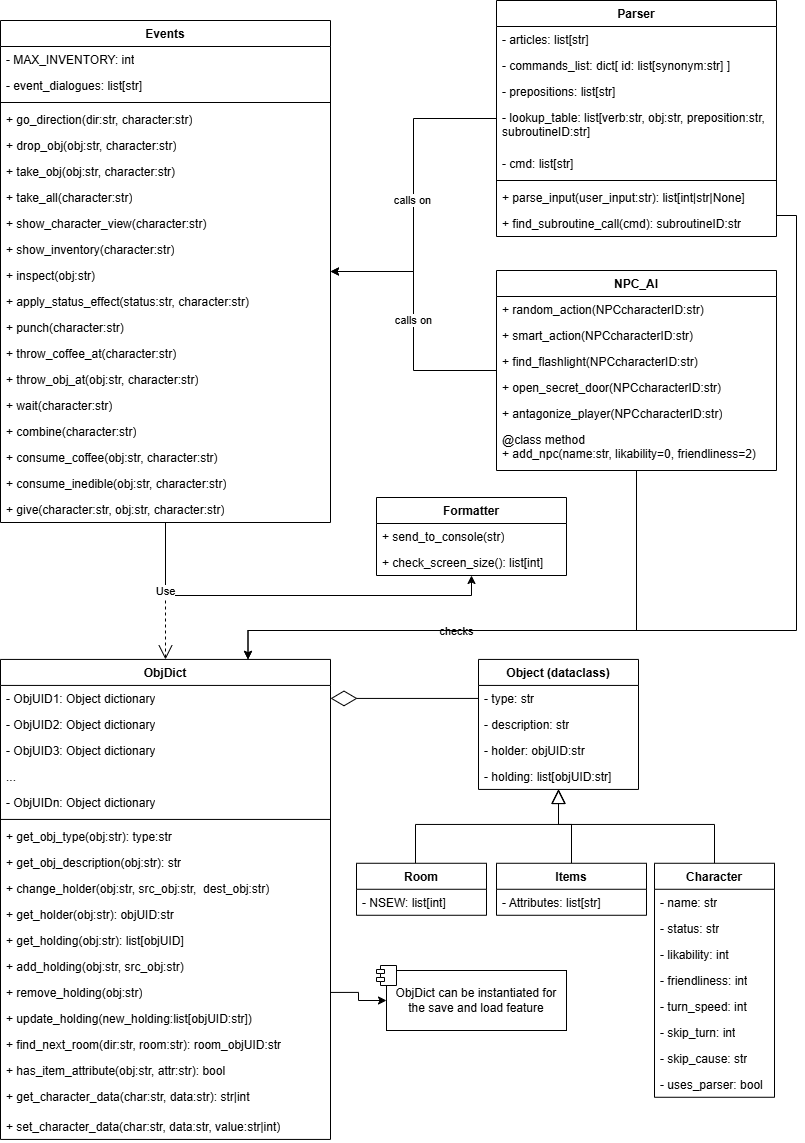 Events
- MAX_INVENTORY: int
- event_dialogues: list[str]
+ go_direction(dir:str, character:str)
+ drop_obj(obj:str, character:str)
+ take_obj(obj:str, character:str)
+ take_all(character:str)
+ show_character_view(character:str)
+ show_inventory(character:str)
+ inspect(obj:str)
+ apply_status_effect(status:str, character:str)
+ punch(character:str)
+ throw_coffee_at(character:str)
+ throw_obj_at(obj:str, character:str)
+ wait(character:str)
+ combine(character:str)
+ consume_coffee(obj:str, character:str)
+ consume_inedible(obj:str, character:str)
+ give(character:str, obj:str, character:str)
Parser
- articles: list[str]
- commands_list: dict[ id: list[synonym:str] ]
- prepositions: list[str]
- lookup_table: list[verb:str, obj:str, preposition:str,
subroutineID:str]
- cmd: list[str]
+ parse_input(user_input:str): list[int|str|None]
+ find_subroutine_call(cmd): subroutineID:str
calls on
calls on
NPC_AI
+ random_action(NPCcharacterID:str)
+ smart_action(NPCcharacterID:str)
+ find_flashlight(NPCcharacterID:str)
+ open_secret_door(NPCcharacterID:str)
+ antagonize_player(NPCcharacterID:str)
@class method
+ add_npc(name:str, likability=0, friendliness=2)
Formatter
+ send_to_console(str)
+ check_screen_size(): list[int]
Use
checks
ObjDict
- ObjUID1: Object dictionary
- ObjUID2: Object dictionary
- ObjUID3: Object dictionary
...
- ObjUIDn: Object dictionary
+ get_obj_type(obj:str): type:str
+ get_obj_description(obj:str): str
+ change_holder(obj:str, src_obj:str, dest_obj:str)
+ get_holder(obj:str): objUID:str
+ get_holding(obj:str): list[objUID]
+ add_holding(obj:str, src_obj:str)
+ remove_holding(obj:str)
+ update_holding(new_holding:list[objUID:str])
+ find_next_room(dir:str, room:str): room_objUID:str
+ has_item_attribute(obj:str, attr:str): bool
+ get_character_data(char:str, data:str): str|int
+ set_character_data(char:str, data:str, value:str|int)
Object (dataclass)
- type: str
- description: str
- holder: objUID:str
- holding: list[objUID:str]
Room
- NSEW: list[int]
Items
- Attributes: list[str]
Character
- name: str
- status: str
- likability: int
- friendliness: int
- turn_speed: int
- skip_turn: int
- skip_cause: str
- uses_parser: bool
ObjDict can be instantiated for
the save and load feature